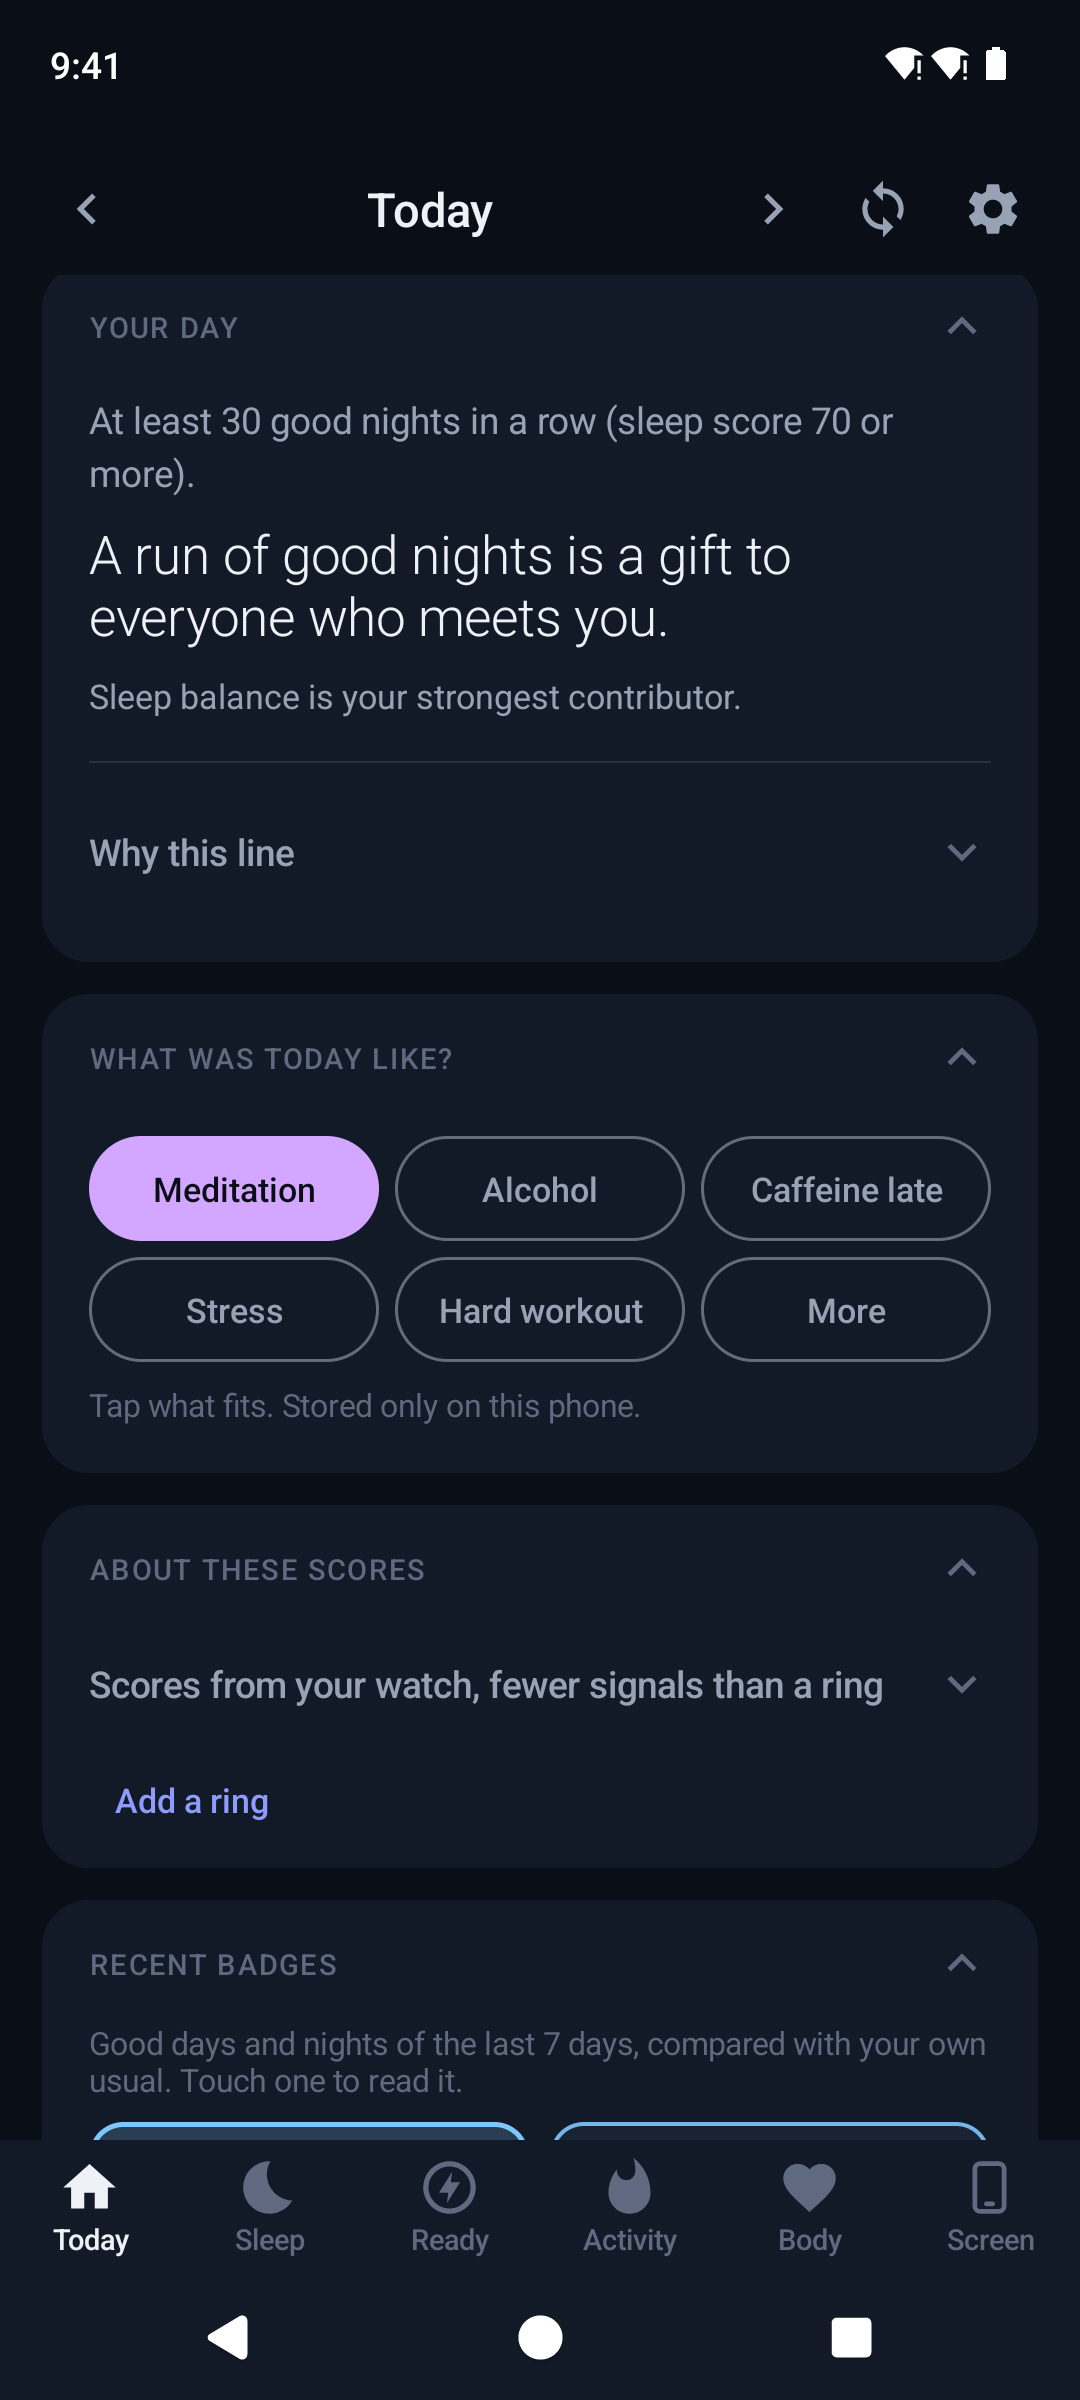 9:41
Today
YOUR DAY
At least 30 good nights in a row (sleep score 70 or
more).
A run of good nights is a gift to
everyone who meets you.
Sleep balance is your strongest contributor.
Why this line
WHAT WAS TODAY LIKE?
Meditation
Alcohol
Caffeine late
Stress
Hard workout
More
Tap what fits. Stored only on this phone.
ABOUT THESE SCORES
Scores from your watch, fewer signals than a ring
Add a ring
RECENT BADGES
Good days and nights of the last 7 days, compared with your own
usual. Touch one to read it.
Today
Sleep
Ready
Activity
Body
Screen